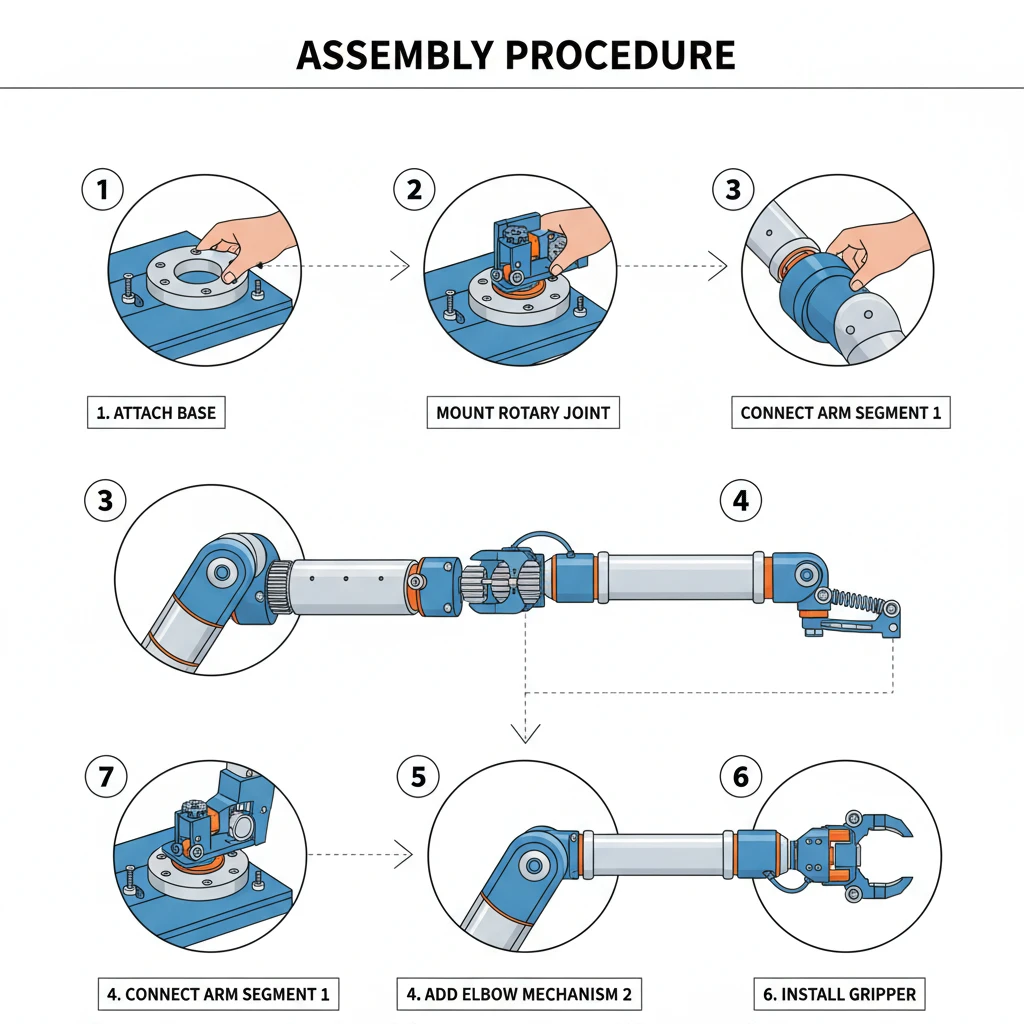 ASSEMBLY PROCEDURE
1
2
3
1. ATTACH BASE
MOUNT ROTARY JOINT
CONNECT ARM SEGMENT 1
3
4
7
5
6
4. CONNECT ARM SEGMENT 1
4. ADD ELBOW MECHANISM 2
6. INSTALL GRIPPER